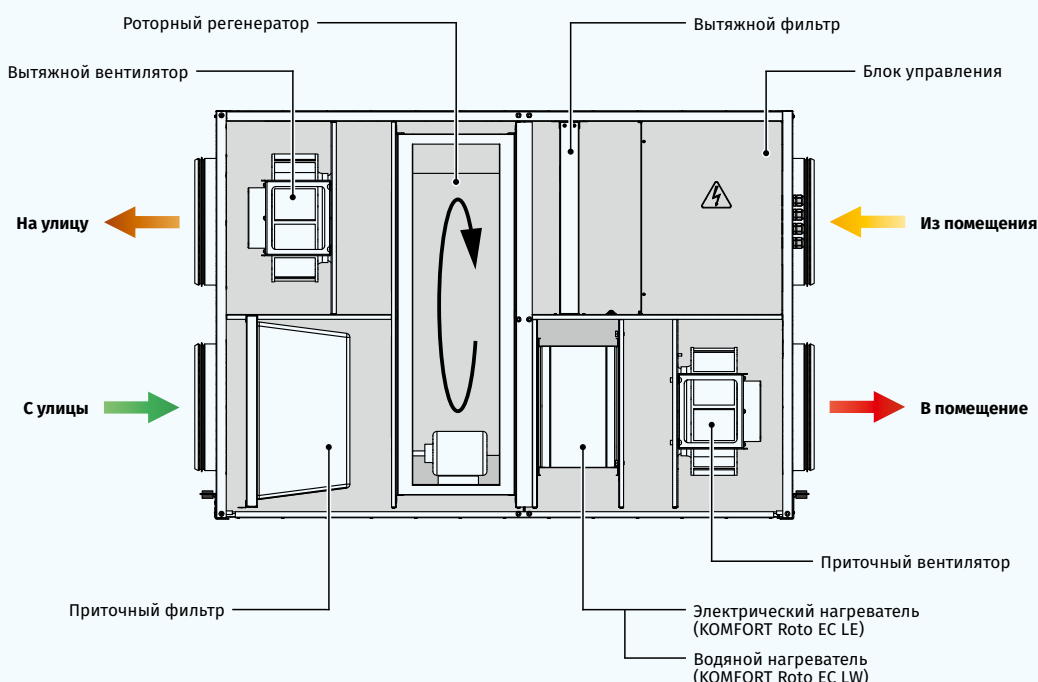 Роторный регенератор
Вытяжной фильтр
Вытяжной вентилятор
Блок управления
На улицу
Из помещения
С улицы
В помещение
Приточный вентилятор
Приточный фильтр
Электрический нагреватель
(KOMFORT Roto EC LE)
Водяной нагреватель
(KOMFORT Roto EC LW)